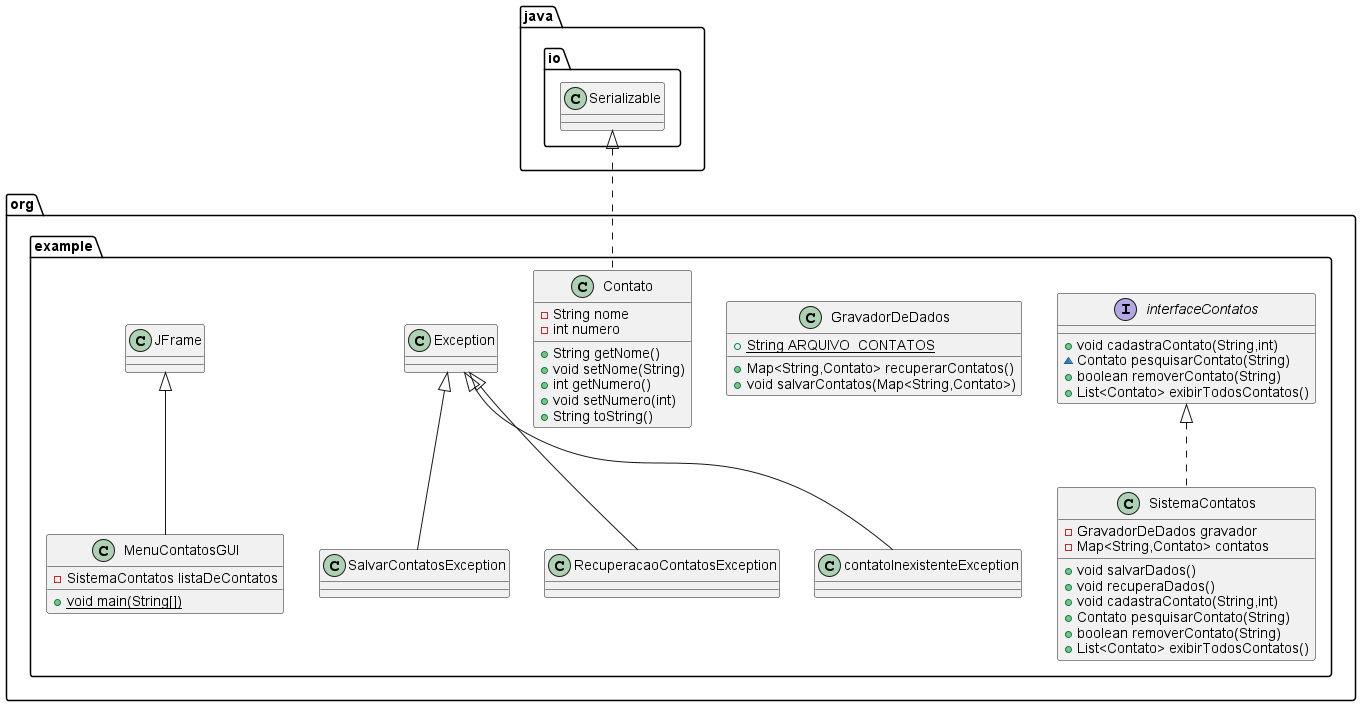 java
io
C Serializable
org
example
C JFrame
C Exception
C Contato
String nome
int numero
String getNome()
void setNome(String)
int getNumero()
void setNumero(int)
String toString()
C GravadorDeDados
String ARQUIVO_CONTATOS
Map<String,Contato> recuperarContatos()
void salvarContatos(Map<String,Contato>)
I interfaceContatos
void cadastraContato(String,int)
Contato pesquisarContato(String)
boolean removerContato(String)
List<Contato> exibirTodosContatos()
C MenuContatosGUI
SistemaContatos listaDeContatos
void main(String[])
C SalvarContatosException
C RecuperacaoContatosException
C contatoInexistenteException
C SistemaContatos
GravadorDeDados gravador
Map<String,Contato> contatos
void salvarDados()
void recuperaDados()
void cadastraContato(String,int)
Contato pesquisarContato(String)
boolean removerContato(String)
List<Contato> exibirTodosContatos()